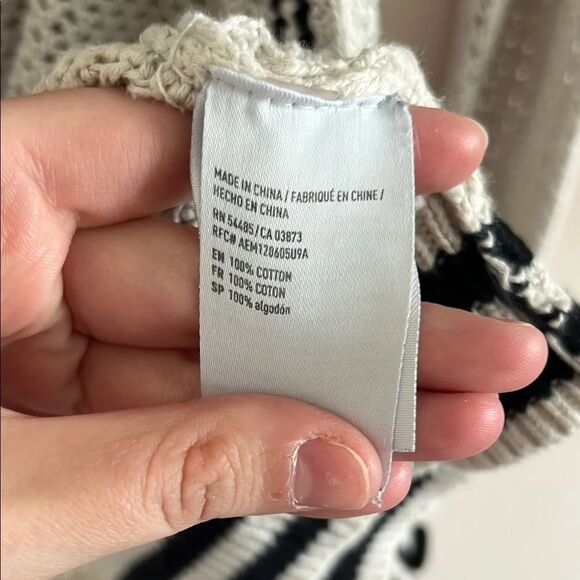 MADE IN CHINA / FABRIQUÉ EN CHINE /
HECHO EN CHINA
RN 54485 / CA 03873
RFC# AEM120605U9A
EN 100% COTTON
FR 100% COTON
SP 100% algodón